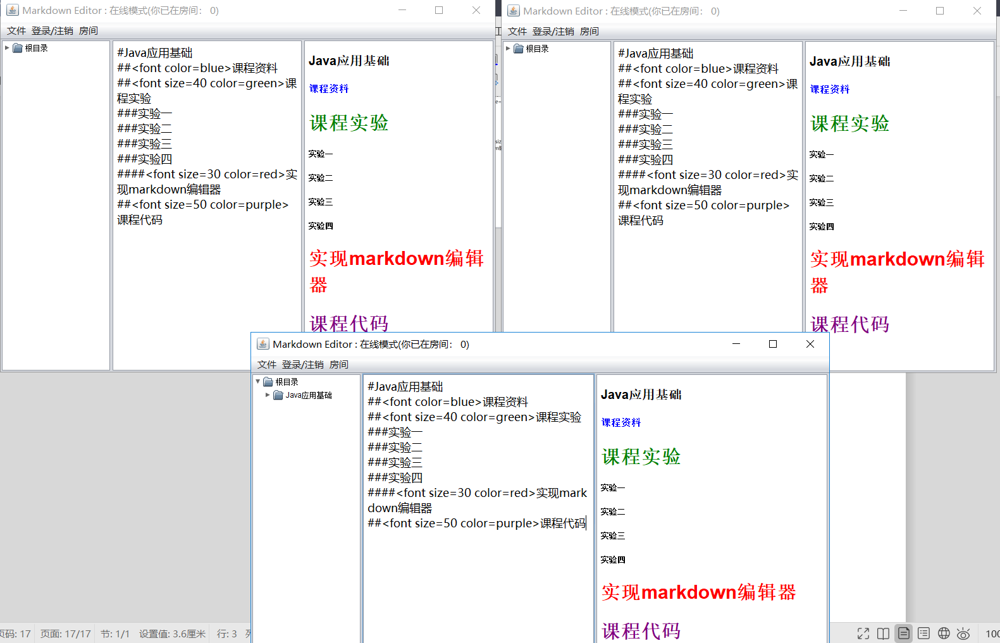 Markdown Editor : 在线模式(你已在房间： 0)
文件 登录/注销 房间
根目录
#Java应用基础
##<font color=blue>课程资料
##<font size=40 color=green>课
程实验
###实验一
###实验二
###实验三
###实验四
####<font size=30 color=red>实
现markdown编辑器
##<font size=50 color=purple>
课程代码
Java应用基础
课程资料
课程实验
实验一
实验二
实验三
实验四
实现markdown编辑
器
课程代码
Markdown Editor : 在线模式(你已在房间： 0)
文件 登录/注销 房间
根目录
#Java应用基础
##<font color=blue>课程资料
##<font size=40 color=green>课
程实验
###实验一
###实验二
###实验三
###实验四
####<font size=30 color=red>实
现markdown编辑器
##<font size=50 color=purple>
课程代码
Java应用基础
课程资料
课程实验
实验一
实验二
实验三
实验四
实现markdown编辑
器
课程代码
Markdown Editor : 在线模式(你已在房间： 0)
文件 登录/注销 房间
根目录
Java应用基础
#Java应用基础
##<font color=blue>课程资料
##<font size=40 color=green>课程实验
###实验一
###实验二
###实验三
###实验四
####<font size=30 color=red>实现mark
down编辑器
##<font size=50 color=purple>课程代码
Java应用基础
课程资料
课程实验
实验一
实验二
实验三
实验四
实现markdown编辑器
课程代码
页码: 17 页面: 17/17 节: 1/1 设置值: 3.6厘米 行: 3
100